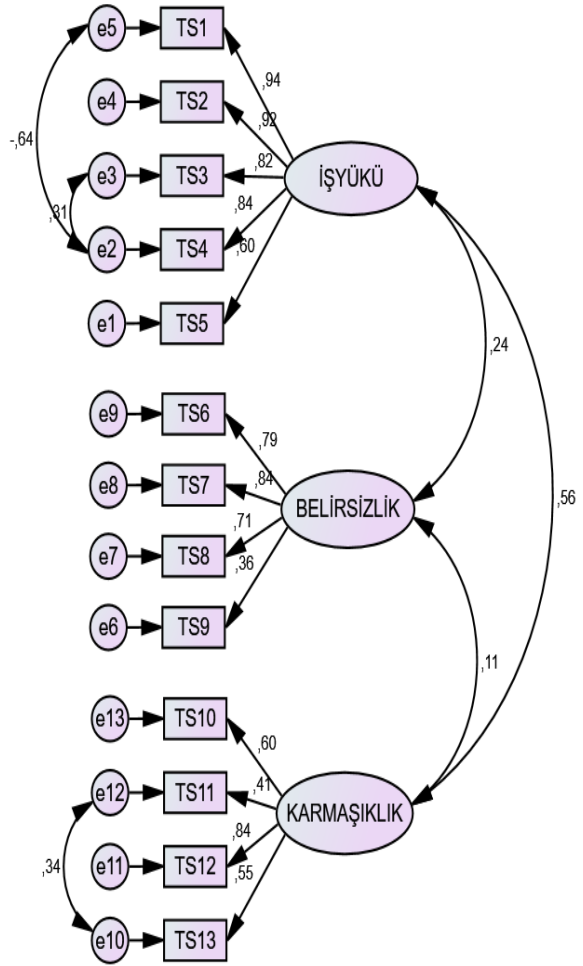 e5 TS1
,94
e4 TS2
,92
-,64
e3 TS3
,82
İŞYÜKÜ
,84
,31
e2 TS4
,60
e1 TS5
,24
e9 TS6
,79
e8 TS7
,84
BELİRSİZLİK
,56
,71
e7 TS8
,36
e6 TS9
,11
e13 TS10
,60
e12 TS11
,41
KARMAŞIKLIK
,84
,34
e11 TS12
,55
e10 TS13